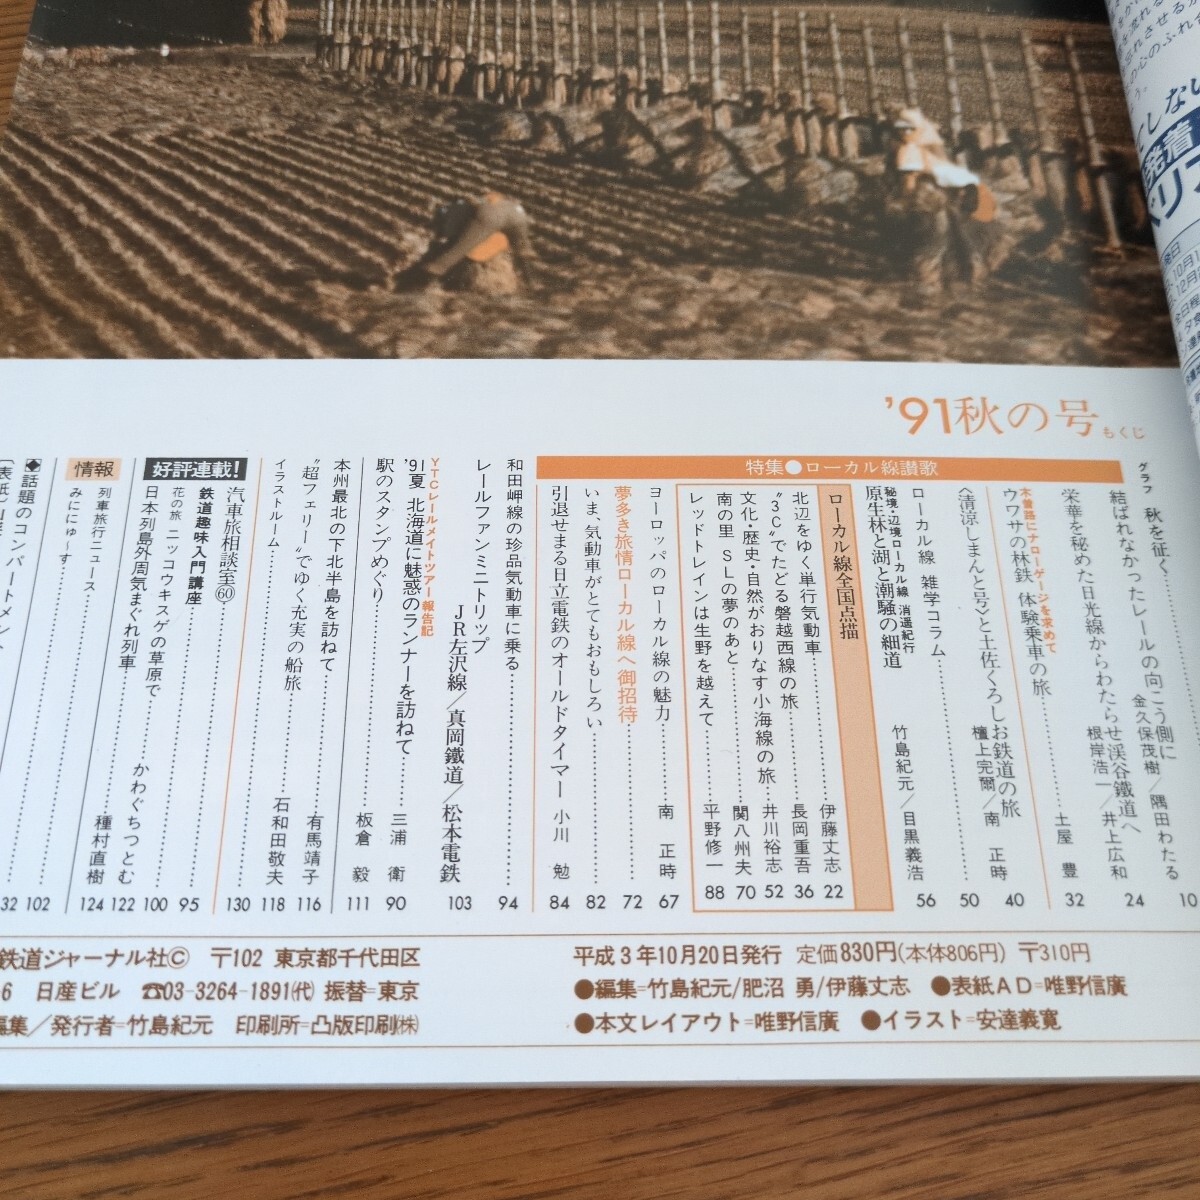 ’91秋の号 もくじ
グラフ 秋を征く 10
結ばれなかったレールの向こう側に 金久保茂樹/隅田わたる 24
栄華を秘めた日光線からわたらせ渓谷鐵道へ 根岸浩一/井上広和
木曽路にナローゲージを求めて
ウワサの林鉄 体験乗車の旅 土屋 豊 32
〈清涼しまんと号〉と土佐くろしお鉄道の旅 檀上完爾/南 正時 40
ローカル線 雑学コラム 50
秘境・辺境ローカル線 消遥紀行
原生林と湖と潮騒の細道 竹島紀元/目黒義浩 56
特集●ローカル線讃歌
ローカル線全国点描
北辺をゆく単行気動車 伊藤丈志 22
〝3C〟でたどる磐越西線の旅 長岡重吾 36
文化・歴史・自然がおりなす小海線の旅 井川裕志 52
南の里 SLの夢のあと 関八州夫 70
レッドトレインは生野を越えて 平野修一 88
ヨーロッパのローカル線の魅力 南 正時 67
夢多き旅情ローカル線へ御招待 72
いま、気動車がとてもおもしろい 82
引退せまる日立電鉄のオールドタイマー 小川 勉 84
和田岬線の珍品気動車に乗る 94
レールファンミニトリップ
JR左沢線/真岡鐵道/松本電鉄 103
YTCレールメイトツアー報告記
’91夏 北海道に魅惑のランナーを訪ねて 三浦 衛 90
駅のスタンプめぐり 板倉 毅 111
本州最北の下北半島を訪ねて 有馬靖子 116
〝超フェリー〟でゆく充実の船旅 石和田敬夫 118
イラストルーム
汽車旅相談室60 130
好評連載!
鉄道趣味入門講座 95
花の旅 ニッコウキスゲの草原で 100
日本列島外周気まぐれ列車 かわぐちつとむ 122
情報
列車旅行ニュース 種村直樹 124
みににゅ〜す
◆話題のコンパートメント 102
32
鉄道ジャーナル社© 〒102 東京都千代田区
6 日産ビル ☎03-3264-1891(代) 振替=東京
編集/発行者=竹島紀元 印刷所=凸版印刷㈱
平成3年10月20日発行 定価830円(本体806円) 〒310円
●編集=竹島紀元/肥沼 勇/伊藤丈志 ●表紙AD=唯野信廣
●本文レイアウト=唯野信廣 ●イラスト=安達義寛